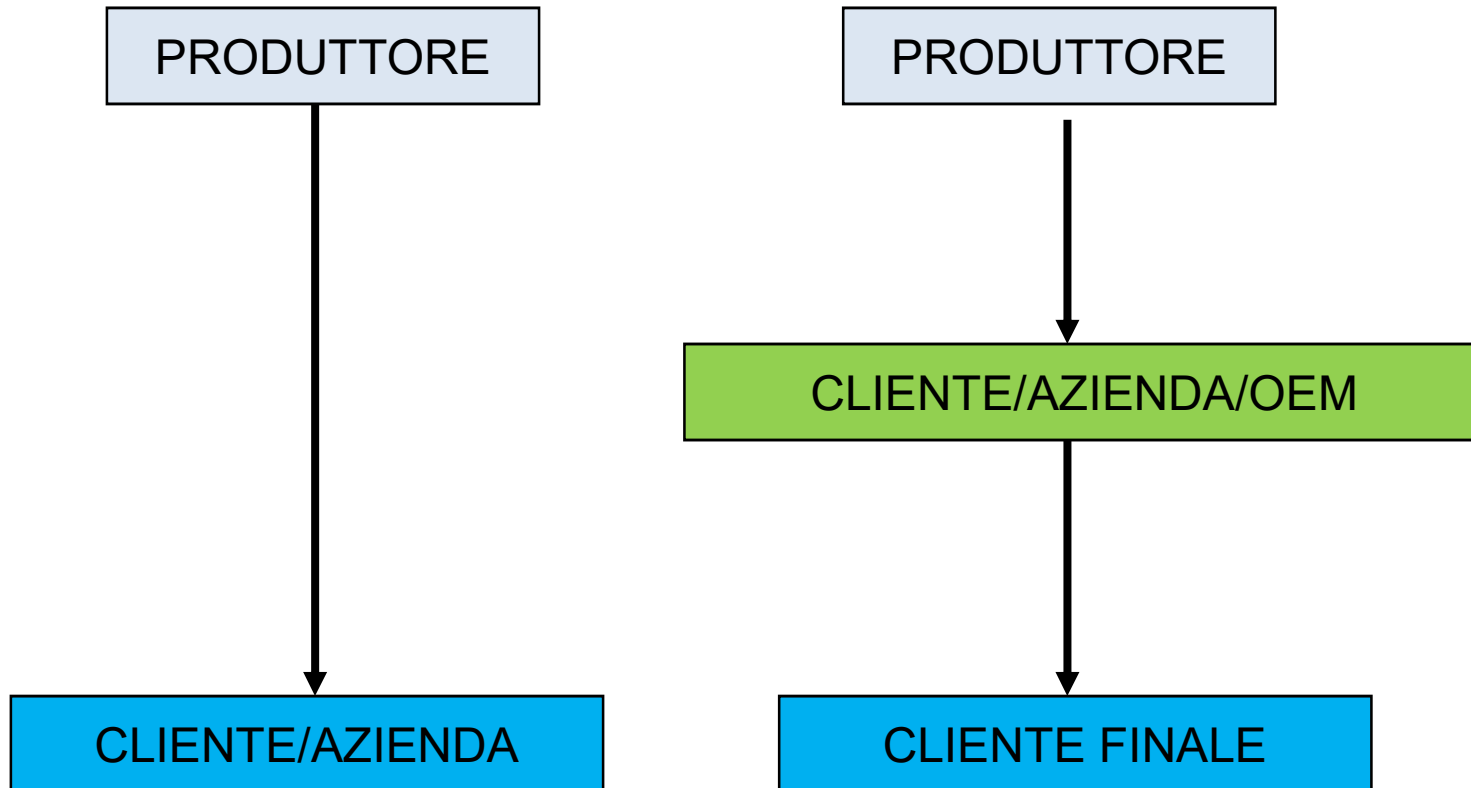 PRODUTTORE
PRODUTTORE
CLIENTE/AZIENDA/OEM
CLIENTE/AZIENDA
CLIENTE FINALE